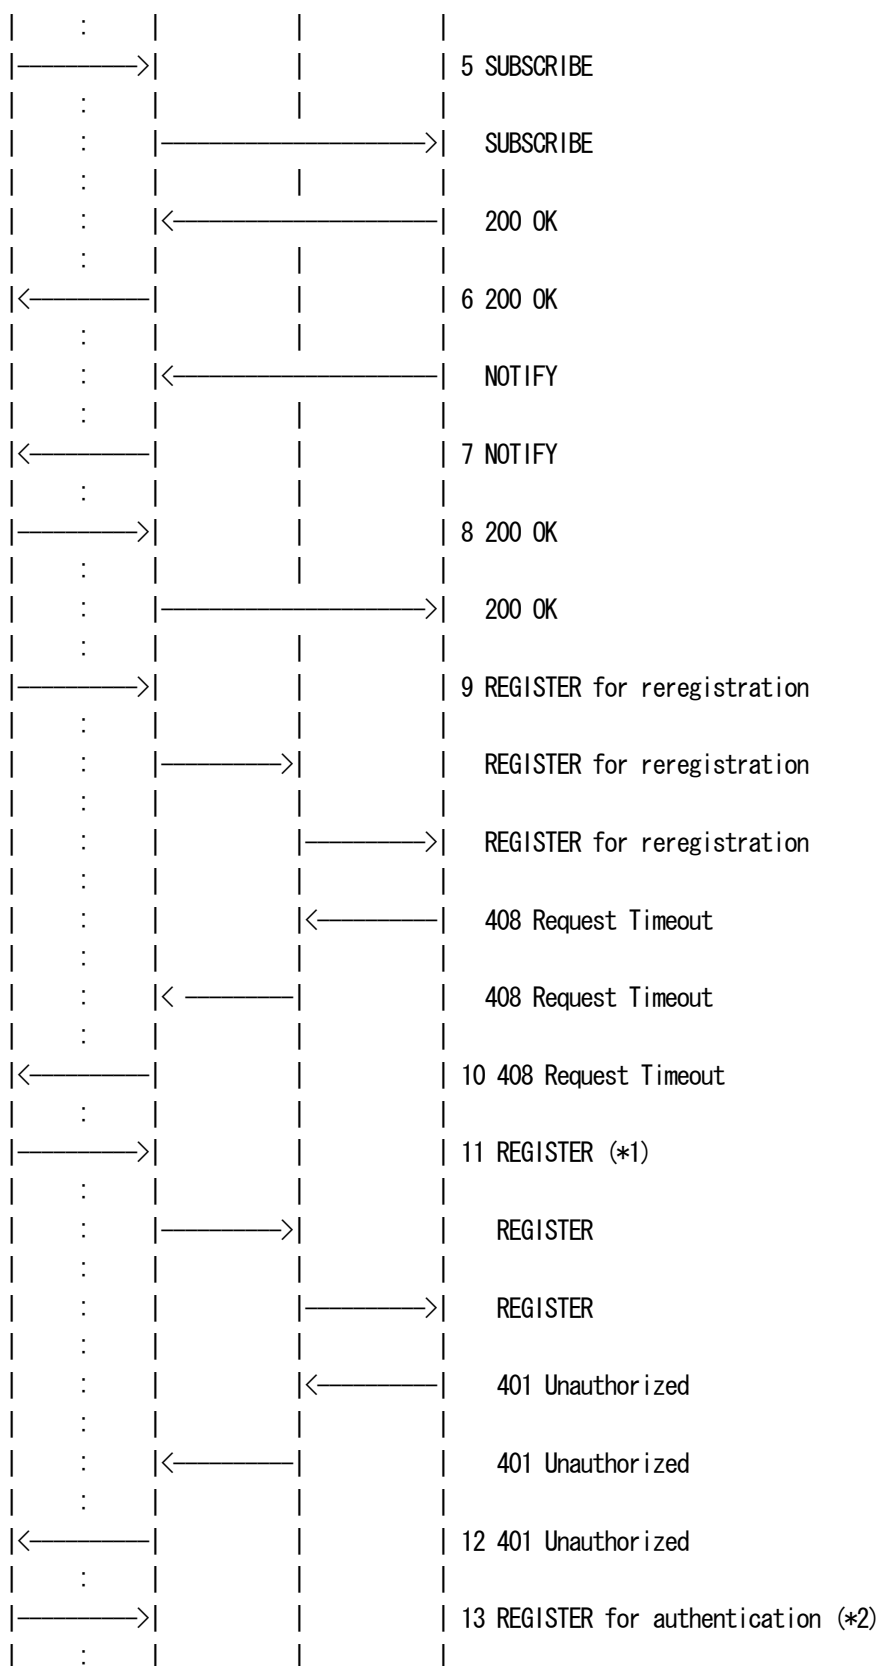 5 SUBSCRIBE
SUBSCRIBE
200 OK
6 200 OK
NOTIFY
7 NOTIFY
8 200 OK
200 OK
9 REGISTER for reregistration
REGISTER for reregistration
REGISTER for reregistration
408 Request Timeout
408 Request Timeout
10 408 Request Timeout
11 REGISTER (*1)
REGISTER
REGISTER
401 Unauthorized
401 Unauthorized
12 401 Unauthorized
13 REGISTER for authentication (*2)